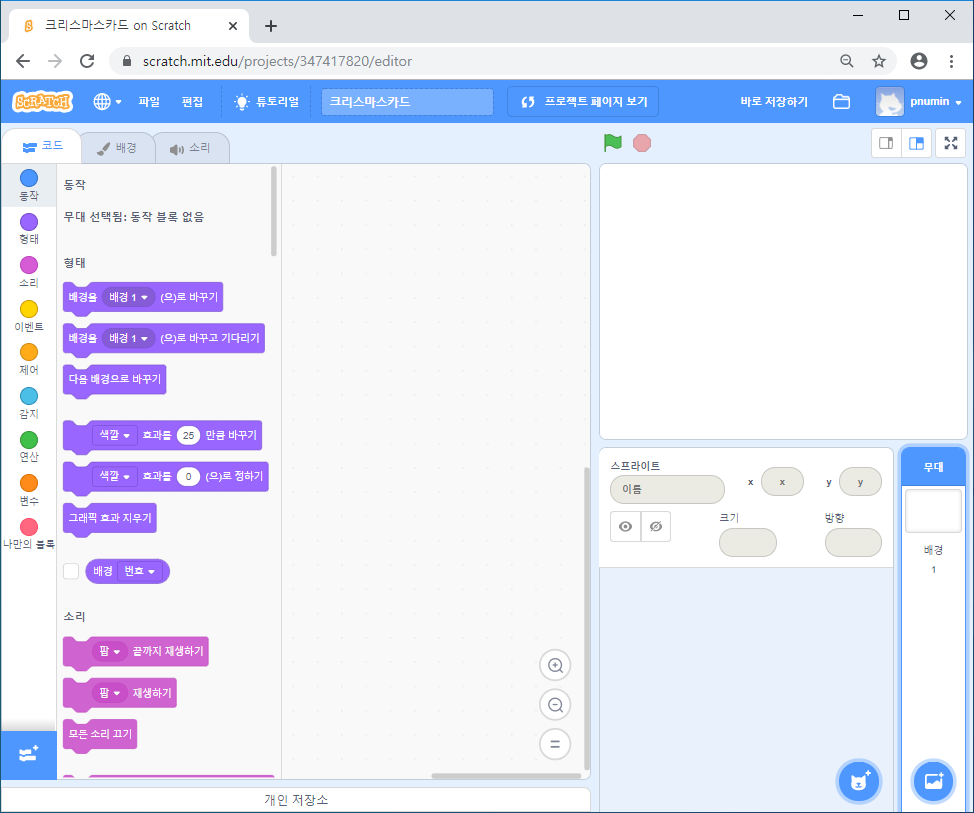 크리스마스카드 on Scratch
scratch.mit.edu/projects/347417820/editor
SCRATCH 파일 편집 튜토리얼 크리스마스카드 프로젝트 페이지 보기 바로 저장하기 pnumin
코드 배경 소리
동작
형태
소리
이벤트
제어
감지
연산
변수
나만의 블록
동작
무대 선택됨: 동작 블록 없음
형태
배경을 배경 1 (으)로 바꾸기
배경을 배경 1 (으)로 바꾸고 기다리기
다음 배경으로 바꾸기
색깔 효과를 25 만큼 바꾸기
색깔 효과를 0 (으)로 정하기
그래픽 효과 지우기
배경 번호
소리
팝 끝까지 재생하기
팝 재생하기
모든 소리 끄기
개인 저장소
스프라이트
이름 x x y y
크기 방향
무대
배경
1